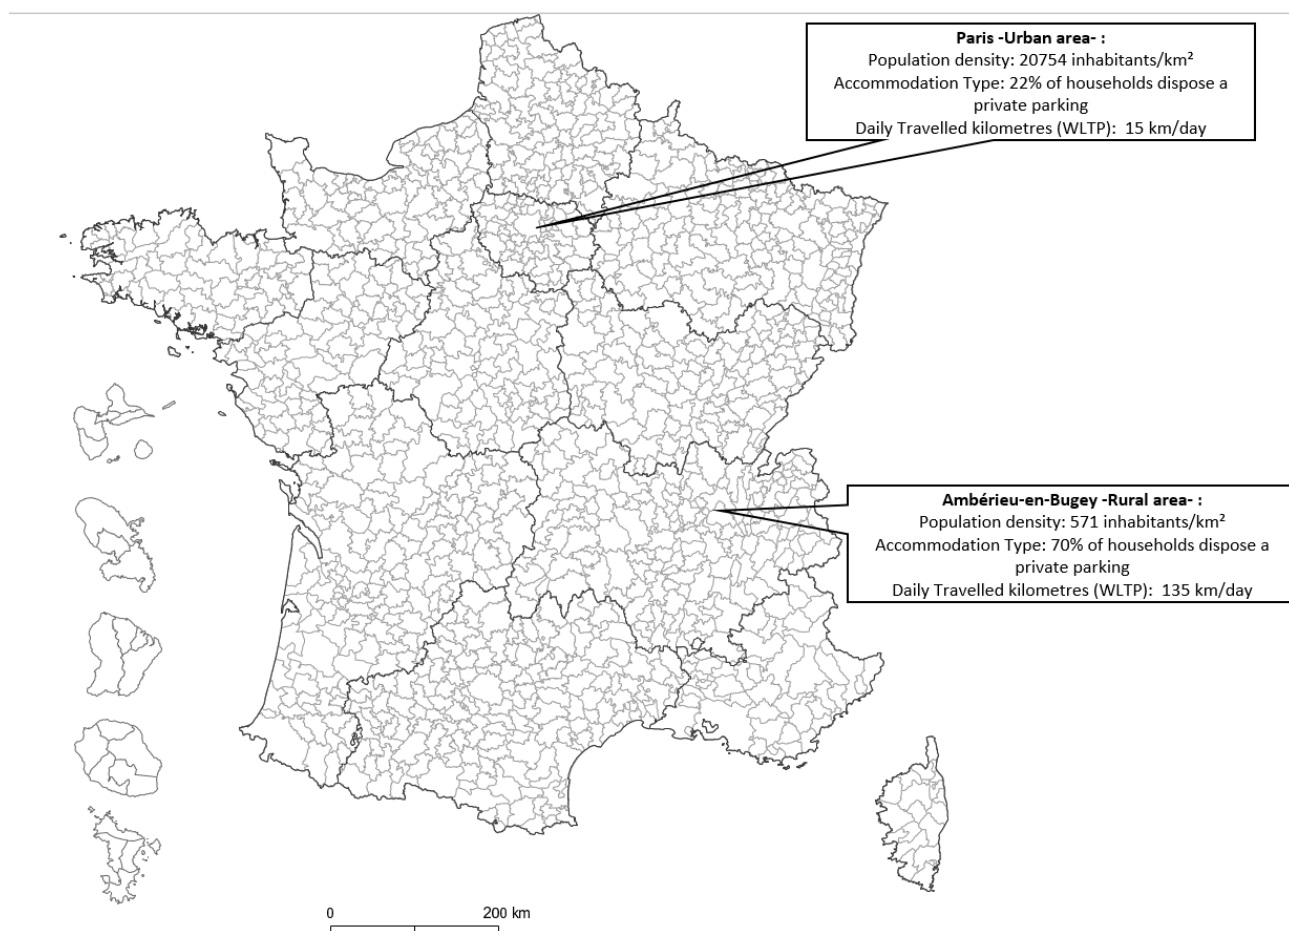 Paris -Urban area- :
Population density: 20754 inhabitants/km²
Accommodation Type: 22% of households dispose a
private parking
Daily Travelled kilometres (WLTP): 15 km/day
Ambérieu-en-Bugey -Rural area- :
Population density: 571 inhabitants/km²
Accommodation Type: 70% of households dispose a
private parking
Daily Travelled kilometres (WLTP): 135 km/day
0 200 km